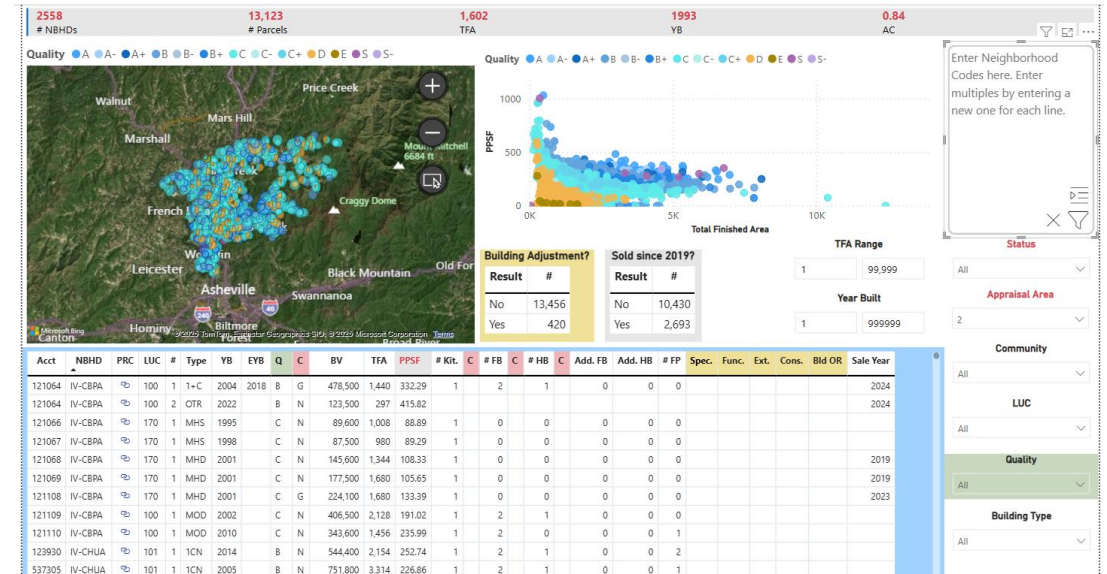 2558 13,123 1,602 1993 0.84
# NBHDs # Parcels TFA YB AC
Quality A A- A+ B B- B+ C C- C+ D E S S-
Walnut
Price Creek
Mars Hill
Marshall
6684 ft
Craggy Dome
French
Leicester
Asheville
Black Mountain
Old For
Swannanoa
240
40
Hominy
Biltmore
Forest
Canton
Broad River
Microsoft Bing
© 2025 TomTom, Earthstar Geographics SIO, © 2025 Microsoft Corporation Terms
Quality A A- A+ B B- B+ C C- C+ D E S S-
PPSF
1000
500
0
0K 5K 10K
Total Finished Area
Enter Neighborhood
Codes here. Enter
multiples by entering a
new one for each line.
Building Adjustment?
Result #
No 13,456
Yes 420
Sold since 2019?
Result #
No 10,430
Yes 2,693
TFA Range
1 99,999
Year Built
1 999999
Status
All
Appraisal Area
2
Community
All
LUC
All
Quality
All
Building Type
All
Acct NBHD PRC LUC # Type YB EYB Q C BV TFA PPSF # Kit. C # FB C # HB C Add. FB Add. HB # FP Spec. Func. Ext. Cons. Bld OR Sale Year
121064 IV-CBPA 100 1 1+C 2004 2018 B G 478,500 1,440 332.29 1 2 1 0 0 0 2024
121064 IV-CBPA 100 2 OTR 2022 B N 123,500 297 415.82 2024
121066 IV-CBPA 170 1 MHS 1995 C N 89,600 1,008 88.89 1 0 0 0 0 0
121067 IV-CBPA 170 1 MHS 1998 C N 87,500 980 89.29 1 0 0 0 0 0
121068 IV-CBPA 170 1 MHD 2001 C N 145,600 1,344 108.33 1 0 0 0 0 0 2019
121069 IV-CBPA 170 1 MHD 2001 C N 177,500 1,680 105.65 1 0 0 0 0 0 2019
121108 IV-CBPA 170 1 MHD 2001 C G 224,100 1,680 133.39 1 0 0 0 0 0 2023
121109 IV-CBPA 100 1 MOD 2002 C N 406,500 2,128 191.02 1 2 1 0 0 0
121110 IV-CBPA 100 1 MOD 2010 C N 343,600 1,456 235.99 1 2 0 0 0 1
123930 IV-CHUA 101 1 1CN 2014 B N 544,400 2,154 252.74 1 2 1 0 0 2
537305 IV-CHUA 101 1 1CN 2005 B N 751,800 3,314 226.86 1 2 1 0 0 1